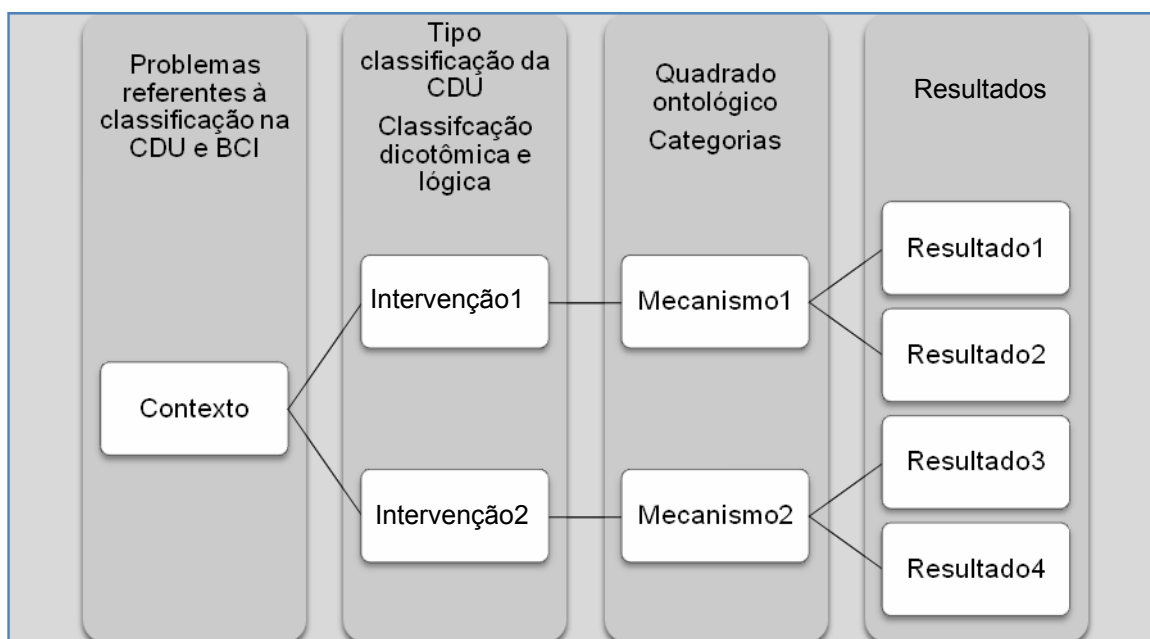 Problemas
referentes à
classificação na
CDU e BCI
Tipo
classificação da
CDU
Classifcação
dicotômica e
lógica
Quadrado
ontológico
Categorias
Resultados
Contexto
Intervenção1
Intervenção2
Mecanismo1
Mecanismo2
Resultado1
Resultado2
Resultado3
Resultado4